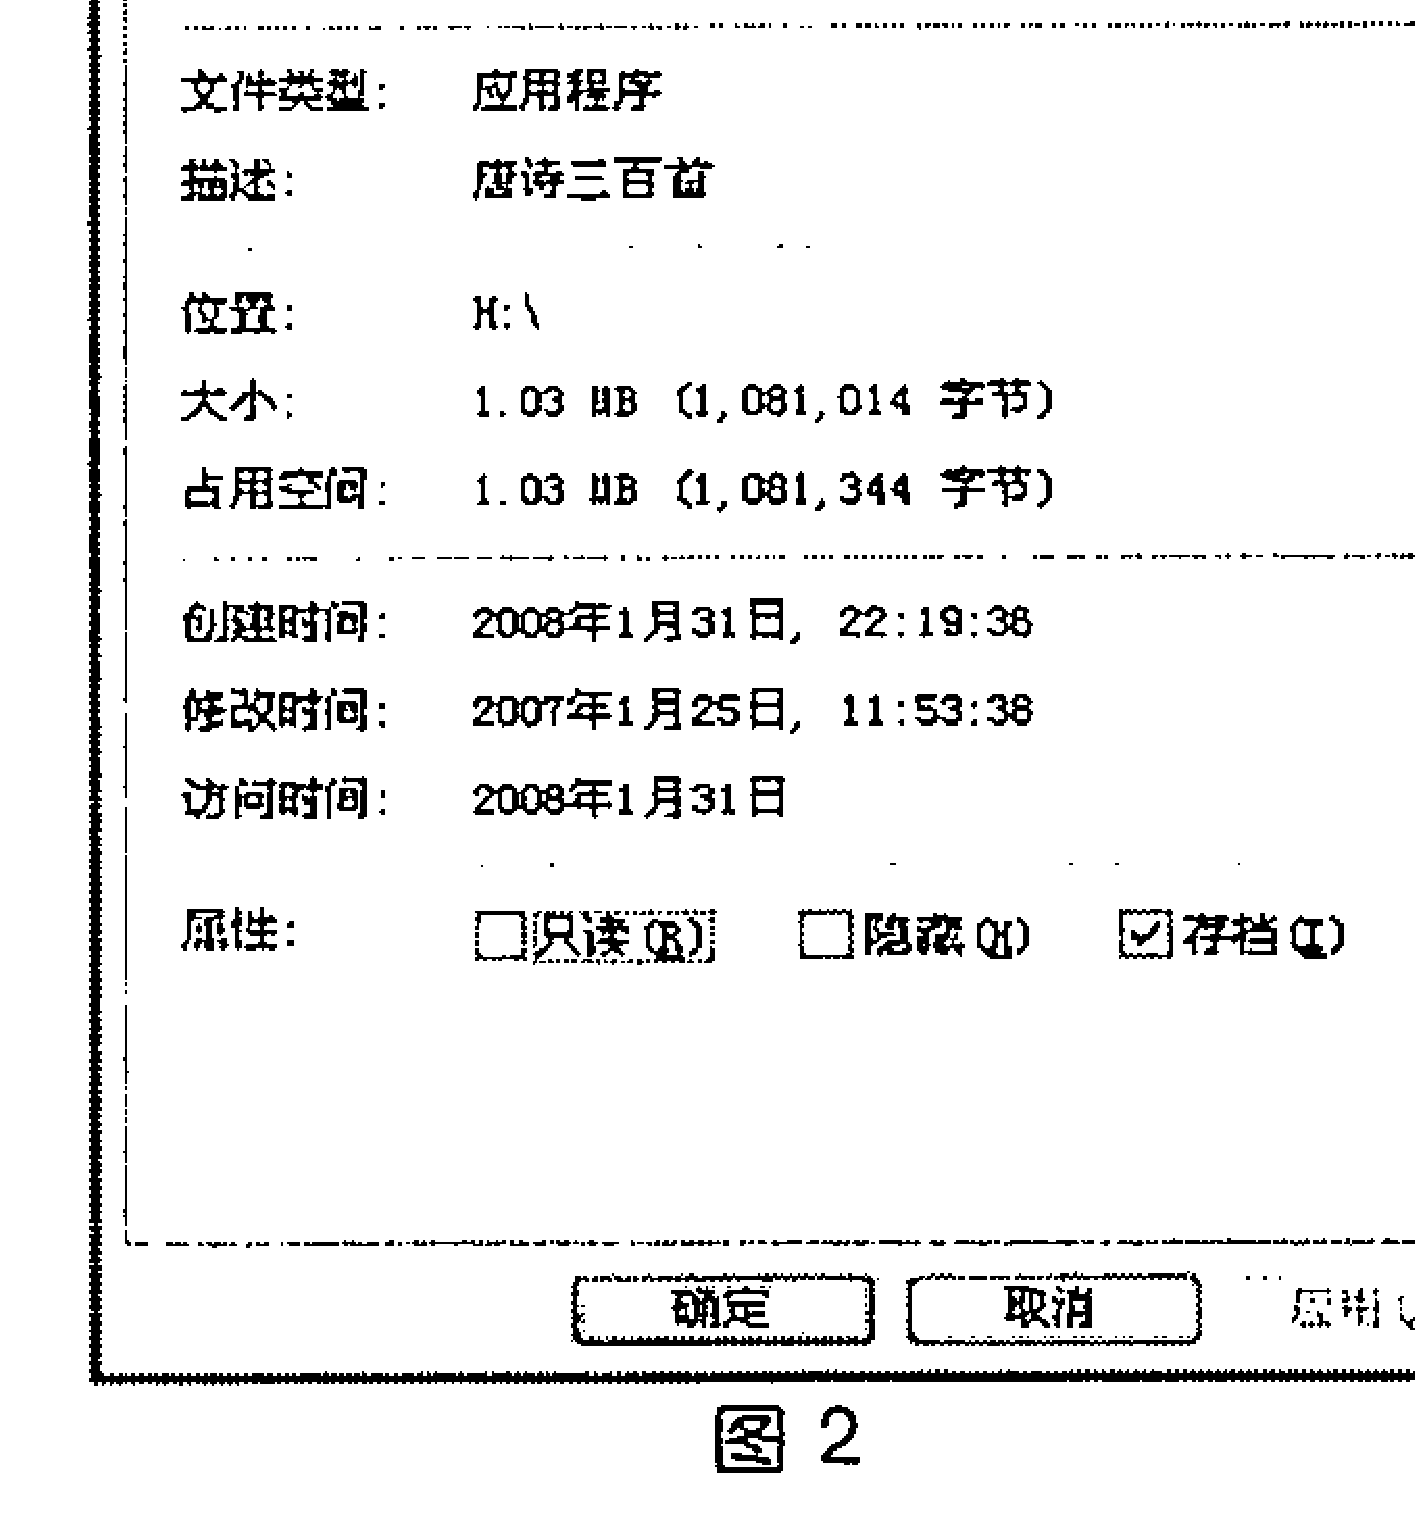 文件类型: 应用程序
描述: 唐诗三百首
位置: H:\
大小: 1.03 MB (1,081,014 字节)
占用空间: 1.03 MB (1,081,344 字节)
创建时间: 2008年1月31日, 22:19:38
修改时间: 2007年1月25日, 11:53:38
访问时间: 2008年1月31日
属性: 只读(R) 隐藏(H) 存档(I)
确定 取消 应用
图 2